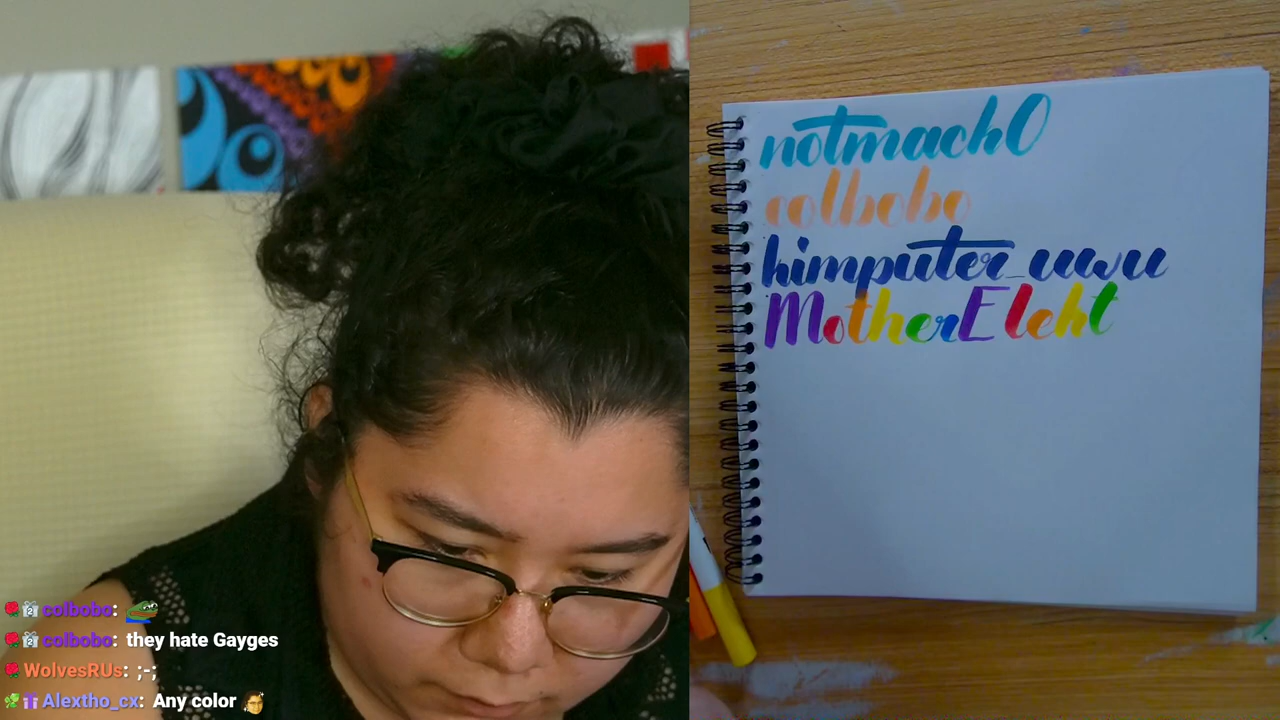 notmach0
colbobo
himputer_uwu
MotherElcht
colbobo:
colbobo: they hate Gayges
WolvesRUs: ;-;
Alextho_cx: Any color